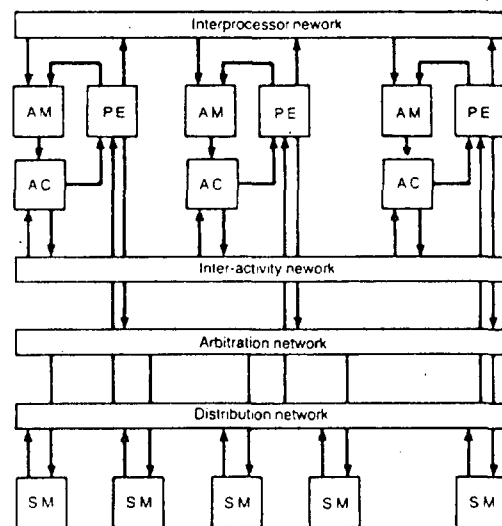 Interprocessor nework
AM PE AM PE AM PE
AC AC AC
Inter-activity nework
Arbitration network
Distribution network
SM SM SM SM SM